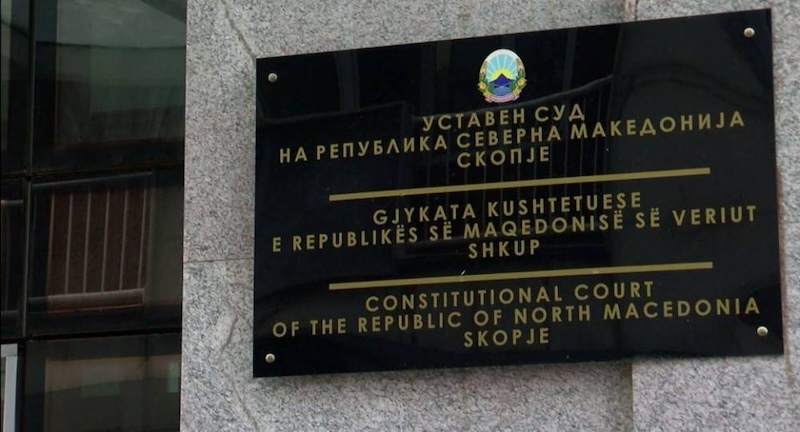 УСТАВЕН СУД
НА РЕПУБЛИКА СЕВЕРНА МАКЕДОНИЈА
СКОПЈЕ
GJYKATA KUSHTETUESE
E REPUBLIKËS SË MAQEDONISË SË VERIUT
SHKUP
CONSTITUTIONAL COURT
OF THE REPUBLIC OF NORTH MACEDONIA
SKOPJE